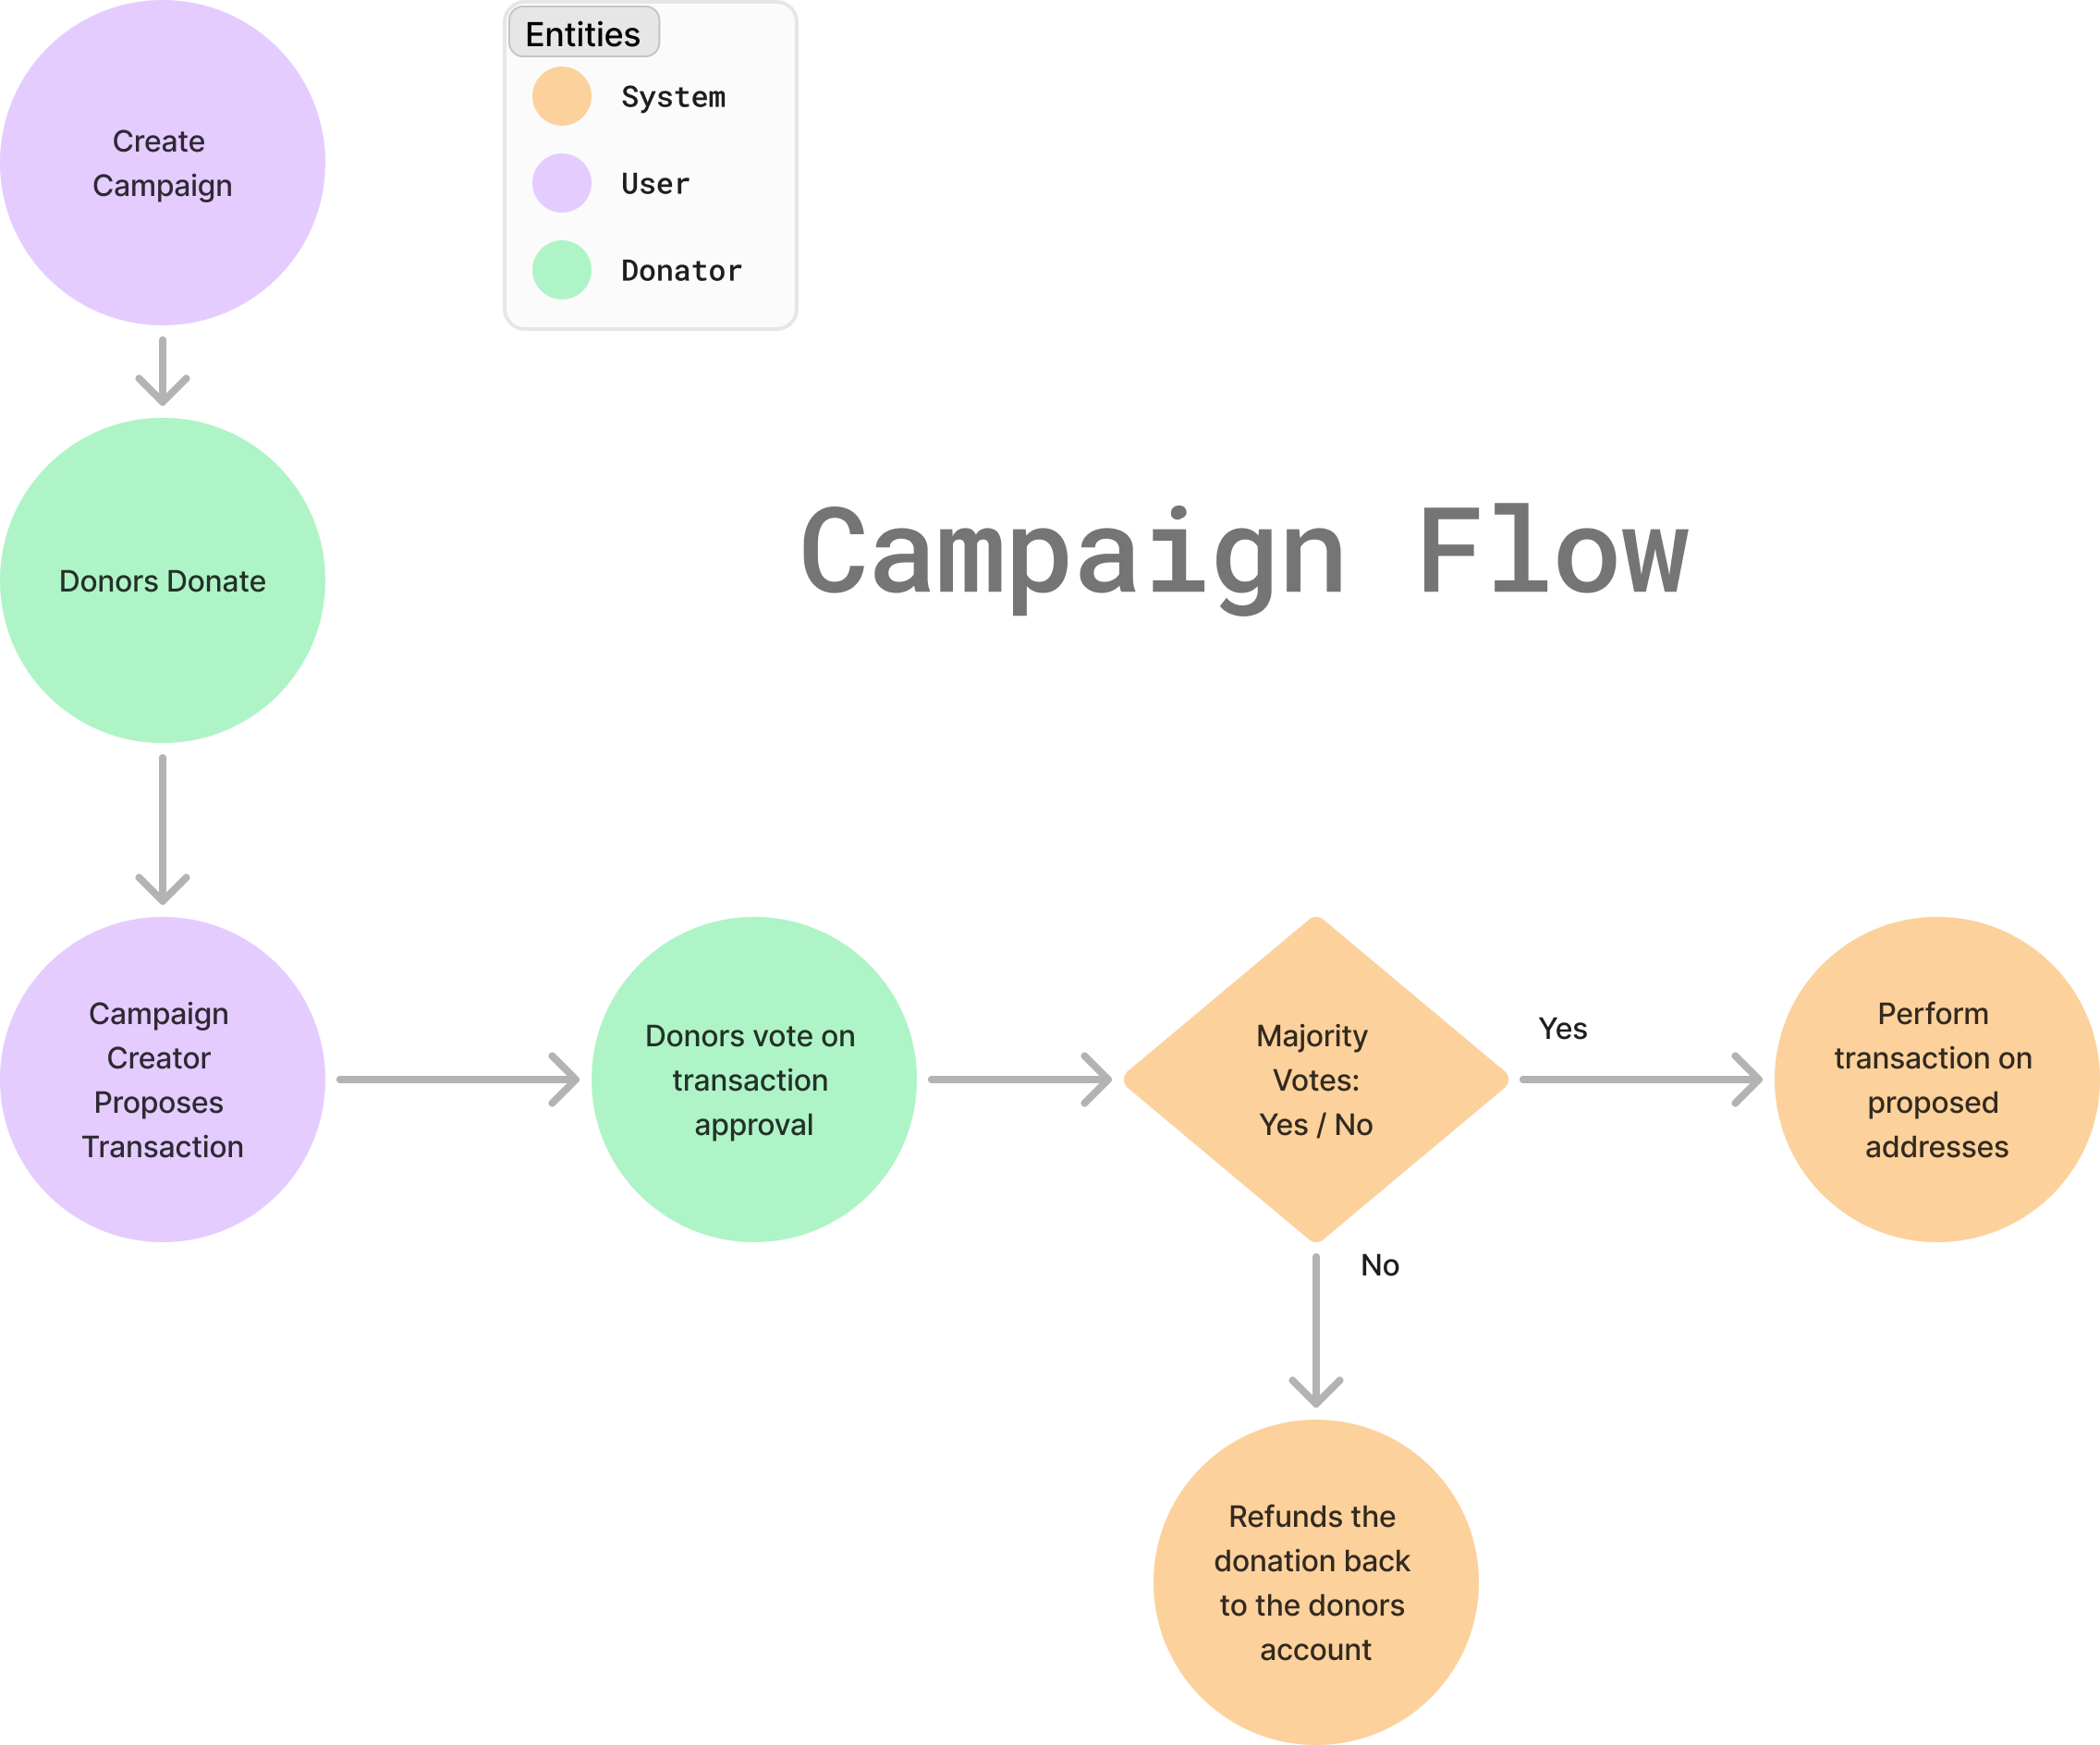 Create
Campaign
Entities
System
User
Donator
Campaign Flow
Donors Donate
Campaign
Creator
Proposes
Transaction
Donors vote on
transaction
approval
Majority
Votes:
Yes / No
Yes
Perform
transaction on
proposed
addresses
No
Refunds the
donation back
to the donors
account